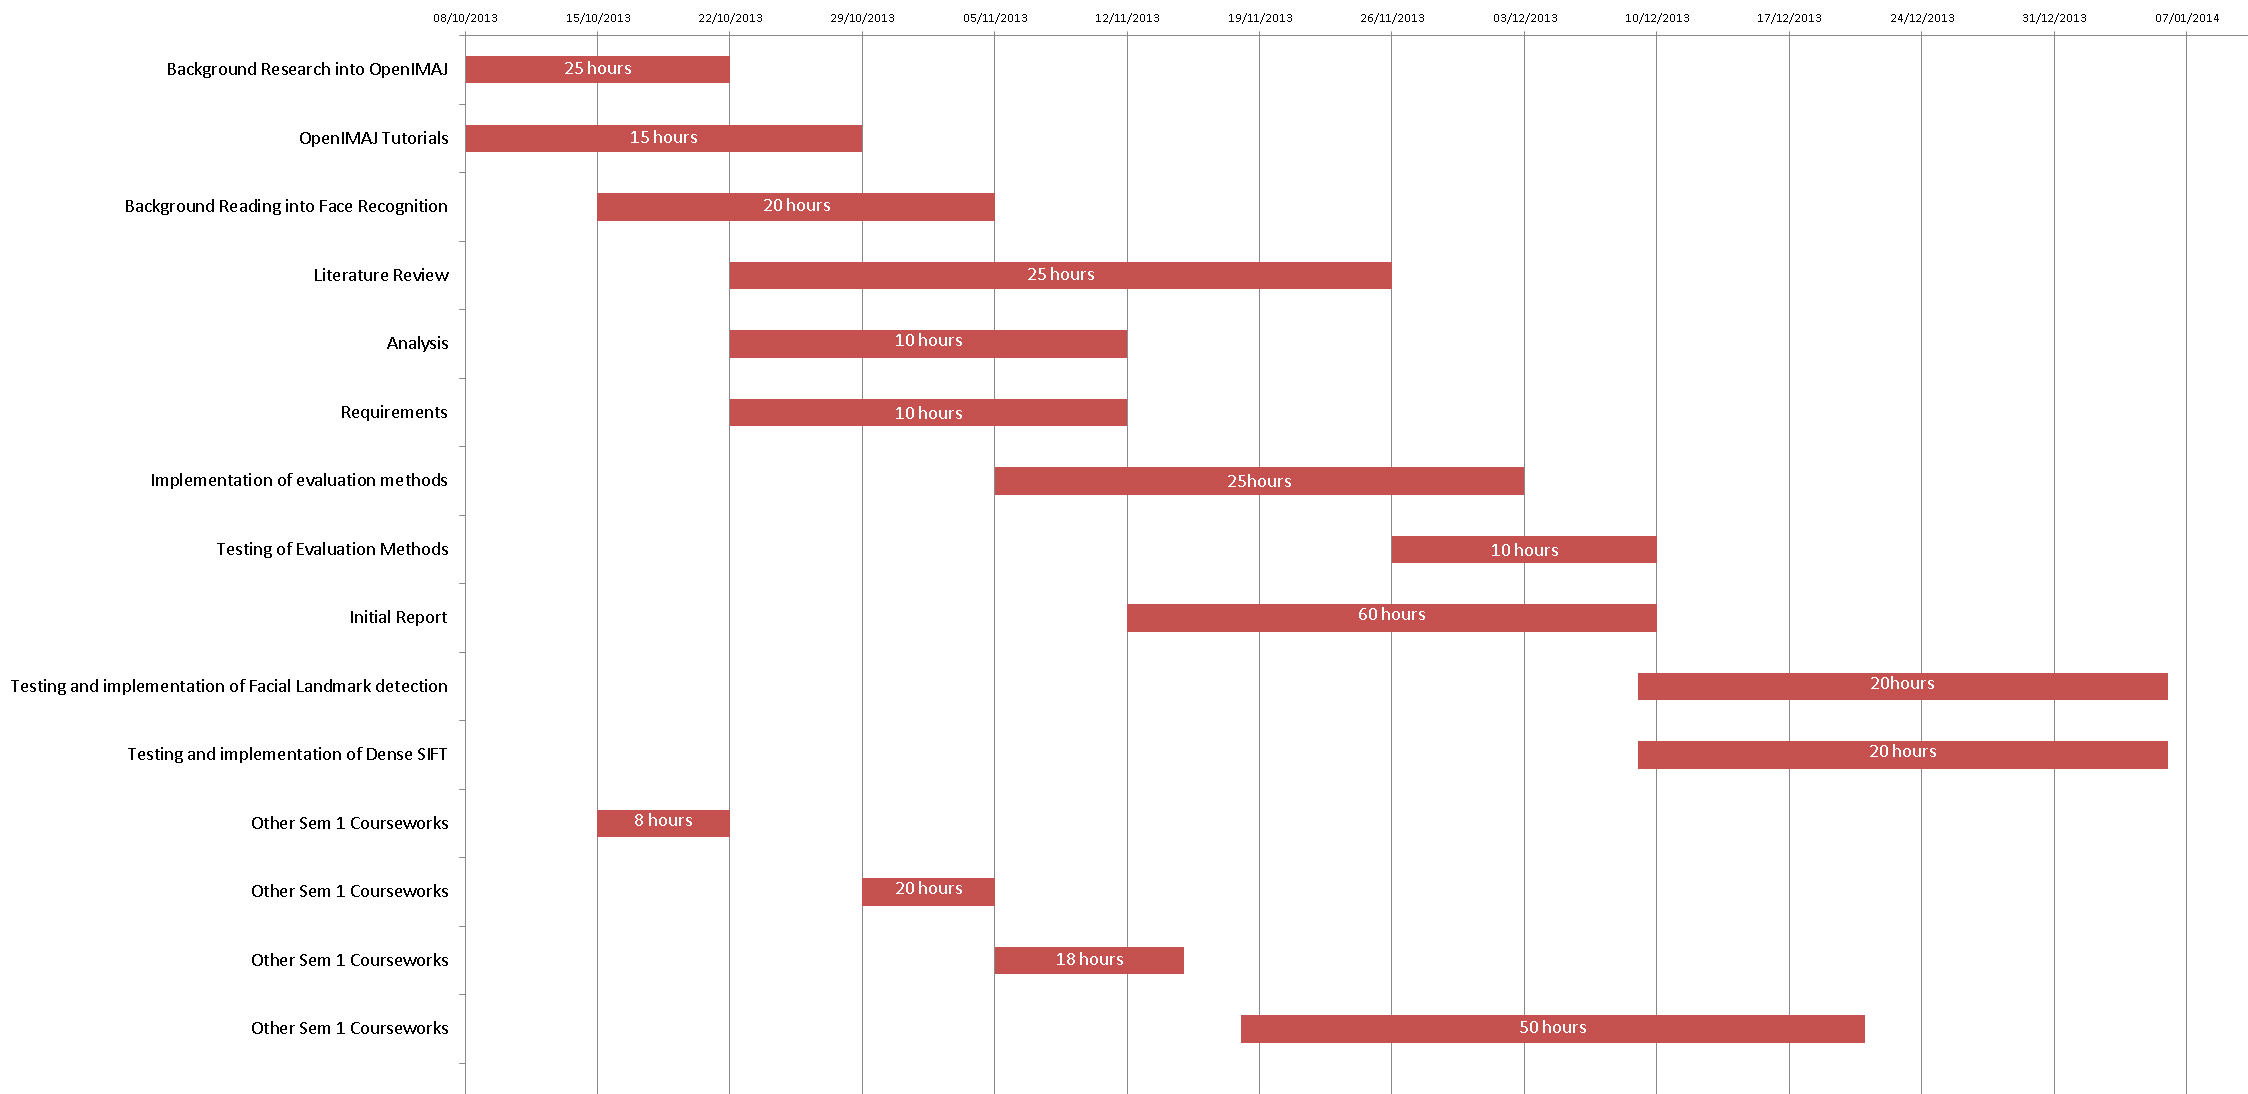 08/10/2013 15/10/2013 22/10/2013 29/10/2013 05/11/2013 12/11/2013 19/11/2013 26/11/2013 03/12/2013 10/12/2013 17/12/2013 24/12/2013 31/12/2013 07/01/2014
Background Research into OpenIMAJ 25 hours
OpenIMAJ Tutorials 15 hours
Background Reading into Face Recognition 20 hours
Literature Review 25 hours
Analysis 10 hours
Requirements 10 hours
Implementation of evaluation methods 25hours
Testing of Evaluation Methods 10 hours
Initial Report 60 hours
Testing and implementation of Facial Landmark detection 20hours
Testing and implementation of Dense SIFT 20 hours
Other Sem 1 Courseworks 8 hours
Other Sem 1 Courseworks 20 hours
Other Sem 1 Courseworks 18 hours
Other Sem 1 Courseworks 50 hours